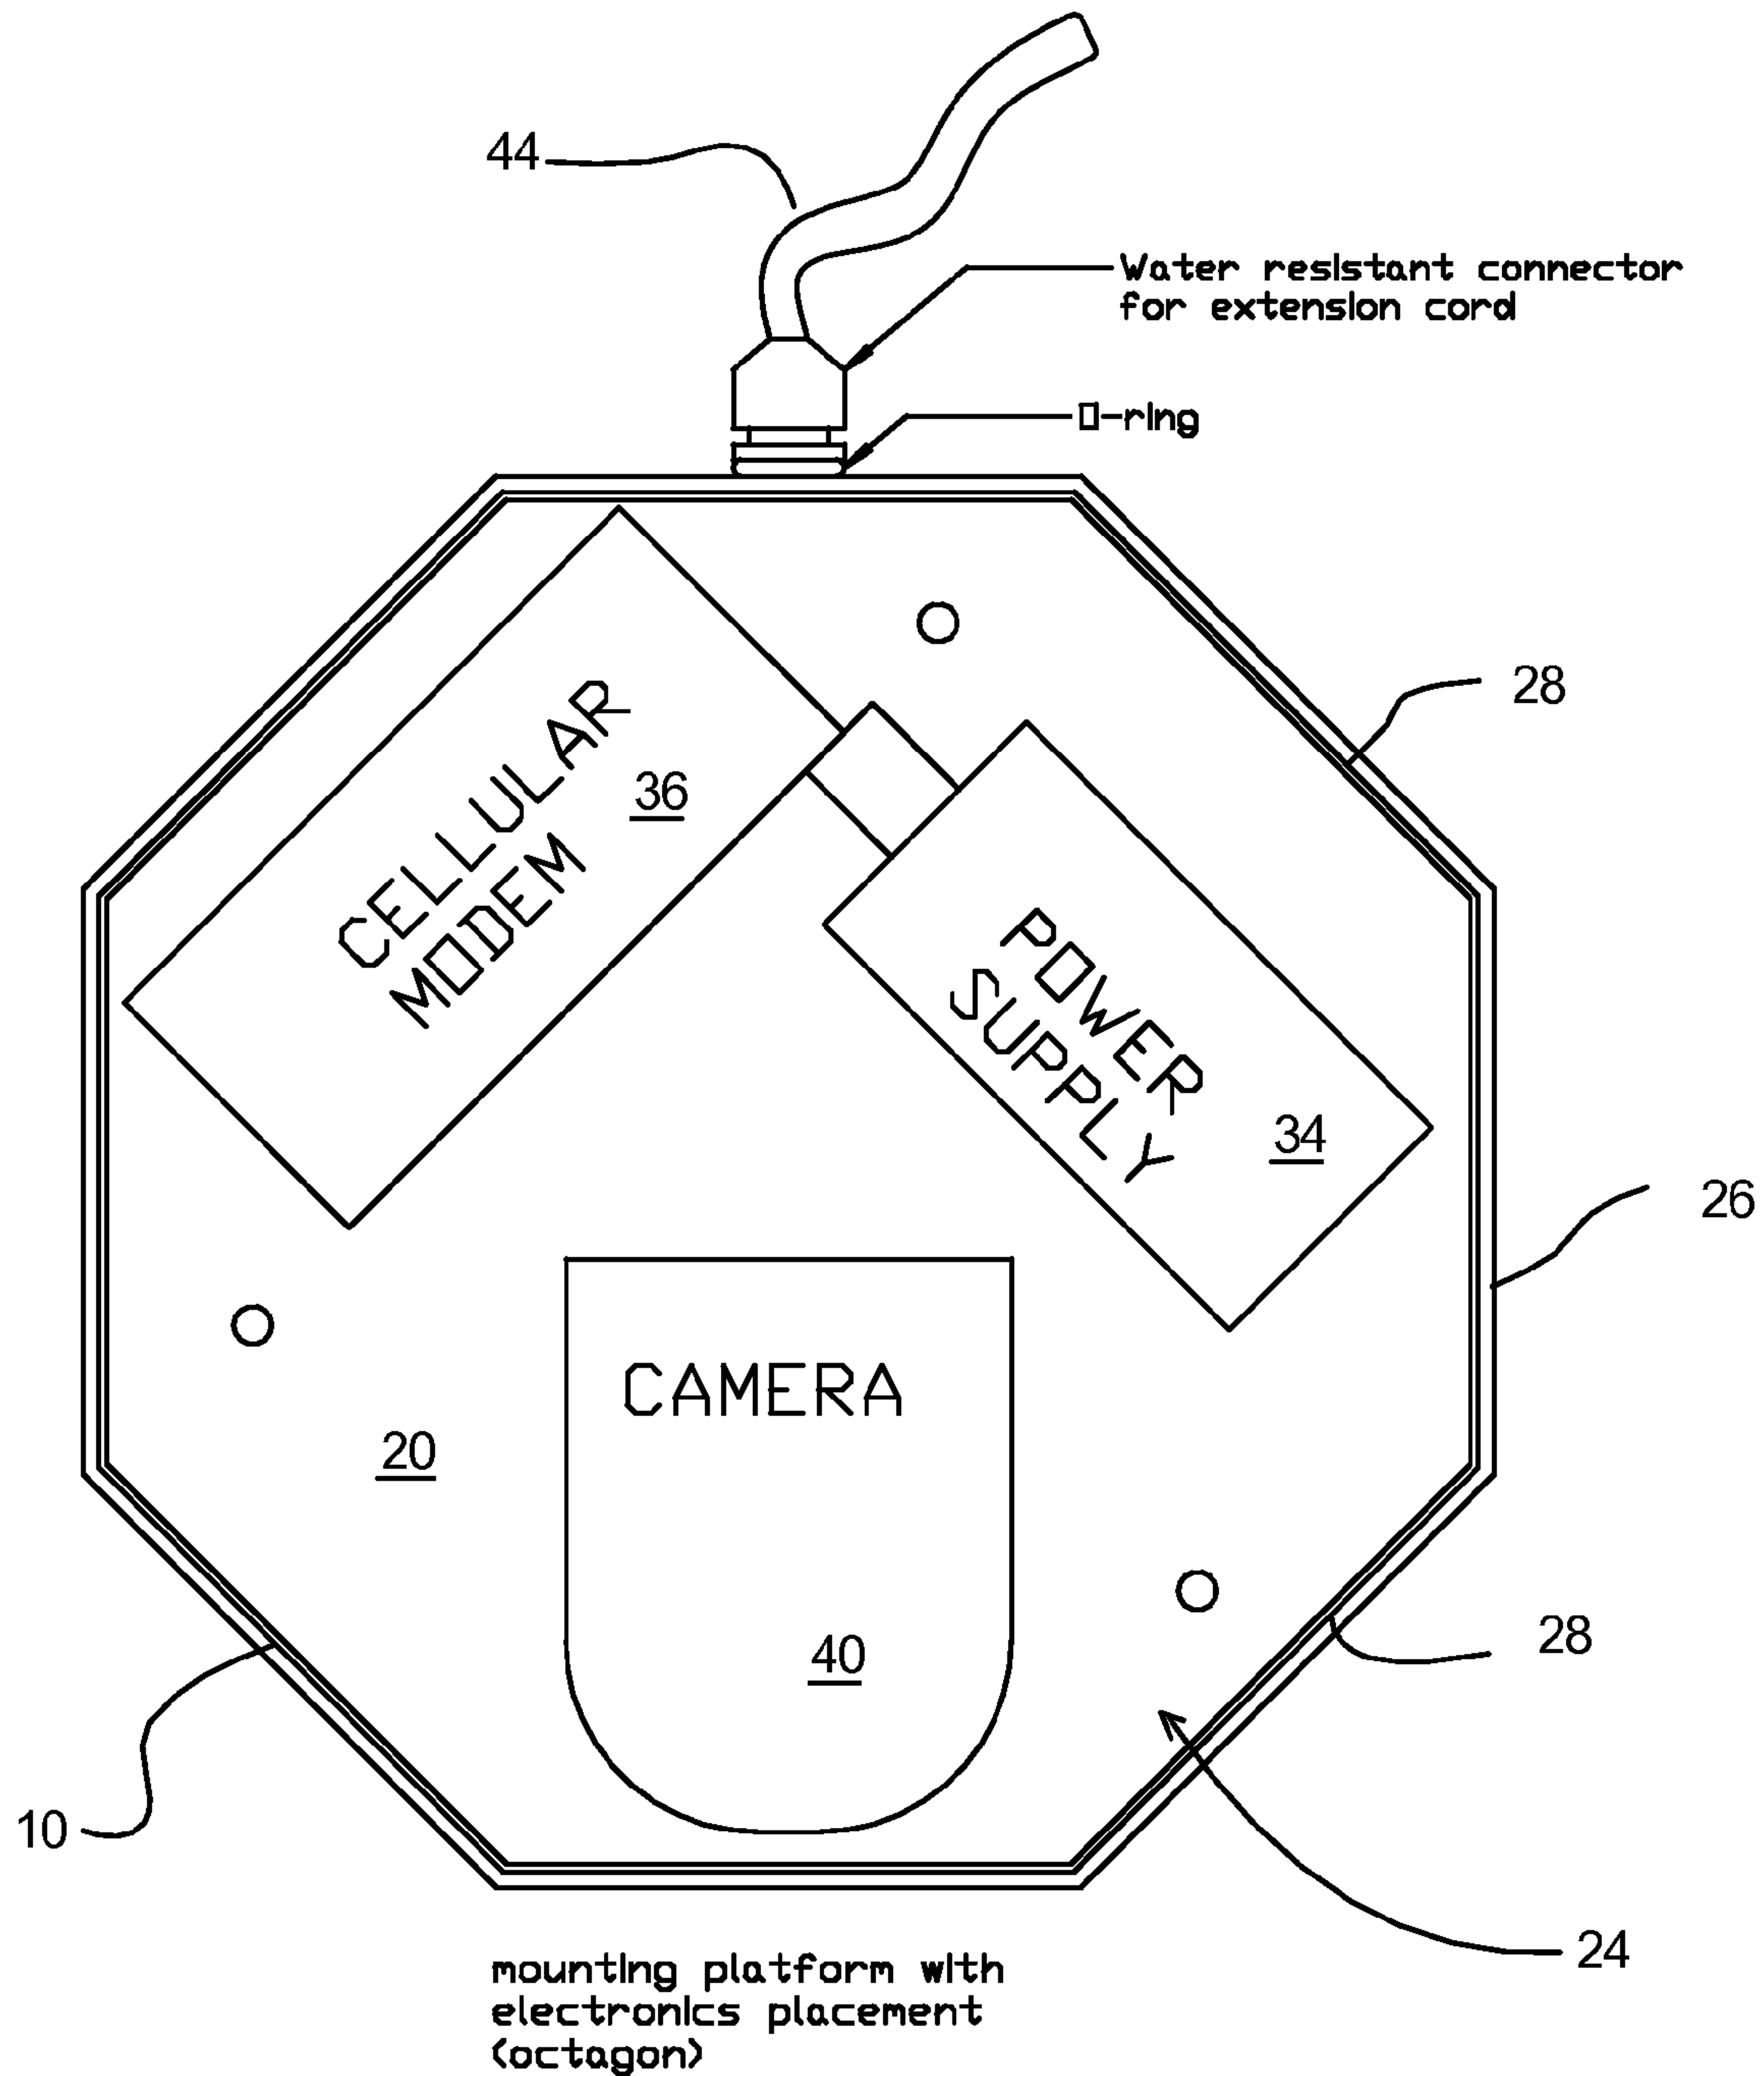 44
Water resistant connector
for extension cord
O-ring
28
CELLULAR
MODEM
36
POWER
SUPPLY
34
26
CAMERA
20
40
28
10
24
mounting platform with
electronics placement
(octagon)